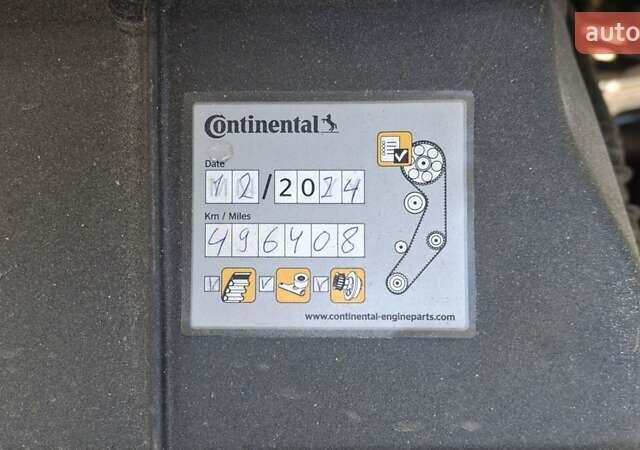 auto
Continental
Date
12/2024
Km / Miles
496408
www.continental-engineparts.com